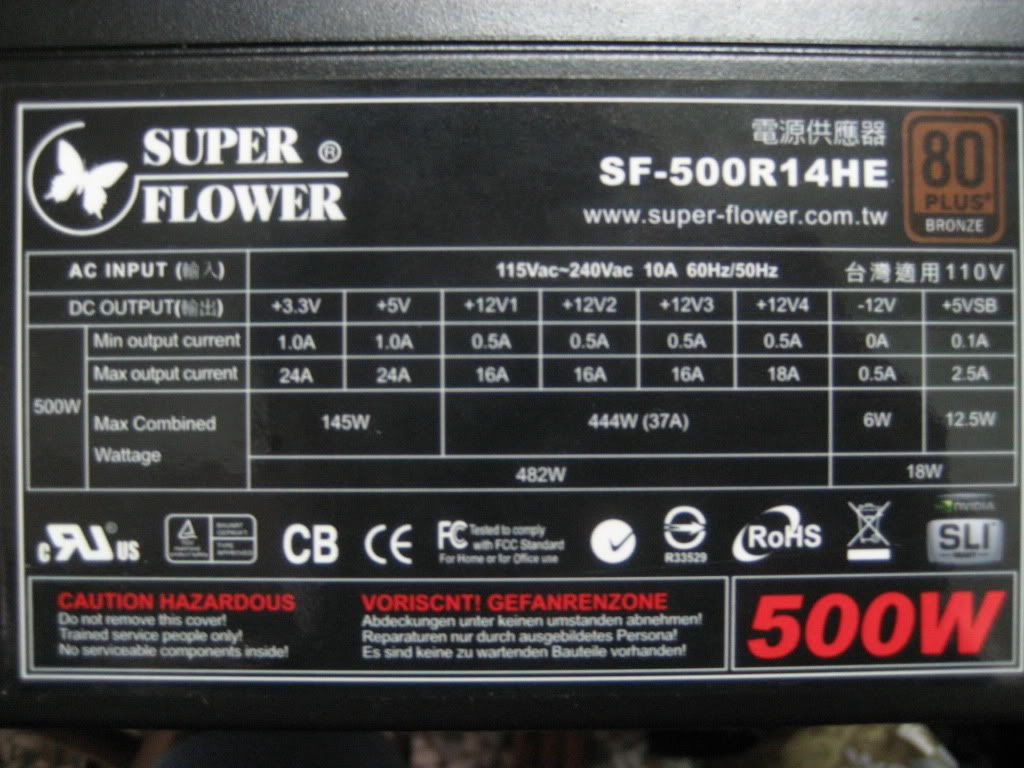 SUPER ®
FLOWER
電源供應器
SF-500R14HE
www.super-flower.com.tw
80
PLUS®
BRONZE
AC INPUT (輸入) 115Vac~240Vac 10A 60Hz/50Hz 台灣適用110V
DC OUTPUT(輸出) +3.3V +5V +12V1 +12V2 +12V3 +12V4 -12V +5VSB
500W
Min output current 1.0A 1.0A 0.5A 0.5A 0.5A 0.5A 0A 0.1A
Max output current 24A 24A 16A 16A 16A 18A 0.5A 2.5A
Max Combined
Wattage
145W 444W (37A) 6W 12.5W
482W 18W
c US
BAUART
GEPRÜFT
TYPE
APPROVED
CB
CE
FC Tested to comply
with FCC Standard
For Home or for Office use
R33529
RoHS
NVIDIA
SLI
READY
CAUTION HAZARDOUS
Do not remove this cover!
Trained service people only!
No serviceable components inside!
VORISCNT! GEFANRENZONE
Abdeckungen unter keinen umstanden abnehmen!
Reparaturen nur durch ausgebildetes Persona!
Es sind keine zu wartenden Bauteile vorhanden!
500W